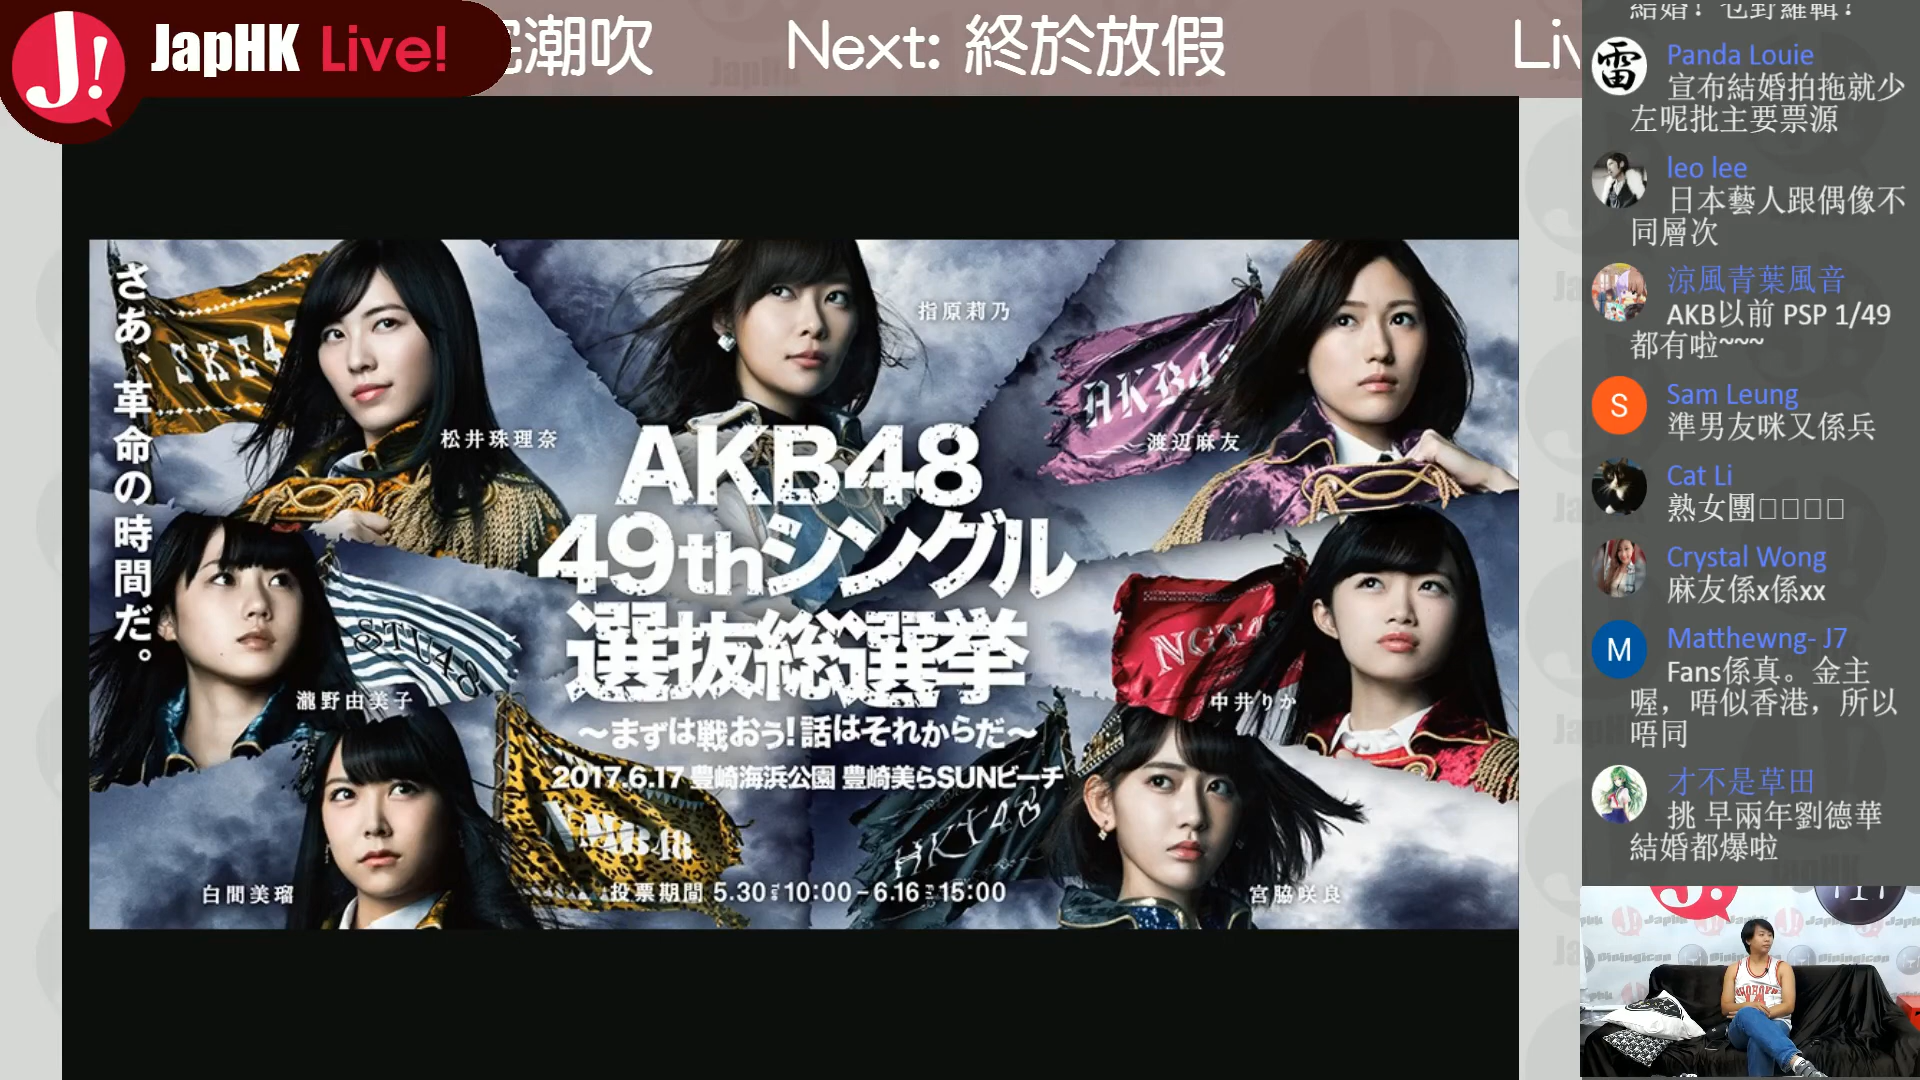 JapHK Live!
潮吹
Next: 終於放假
Liv
さあ、革命の時間だ。
SKE4
松井珠理奈
指原莉乃
AKB4
渡辺麻友
AKB48
49thシングル
選抜総選挙
～まずは戦おう!話はそれからだ～
2017.6.17 豊崎海浜公園 豊崎美らSUNビーチ
投票期間 5.30 Tue 10:00 – 6.16 Fri 15:00
STU48
瀧野由美子
NGT4
中井りか
NMB48
白間美瑠
HKT48
宮脇咲良
結婚! 乜野羅輯!
Panda Louie
宣布結婚拍拖就少
左呢批主要票源
leo lee
日本藝人跟偶像不
同層次
涼風青葉風音
AKB以前 PSP 1/49
都有啦~~~
S
Sam Leung
準男友咪又係兵
Cat Li
熟女團
Crystal Wong
麻友係x係xx
M
Matthewng- J7
Fans係真。金主
喔，唔似香港，所以
唔同
才不是草田
挑 早兩年劉德華
結婚都爆啦